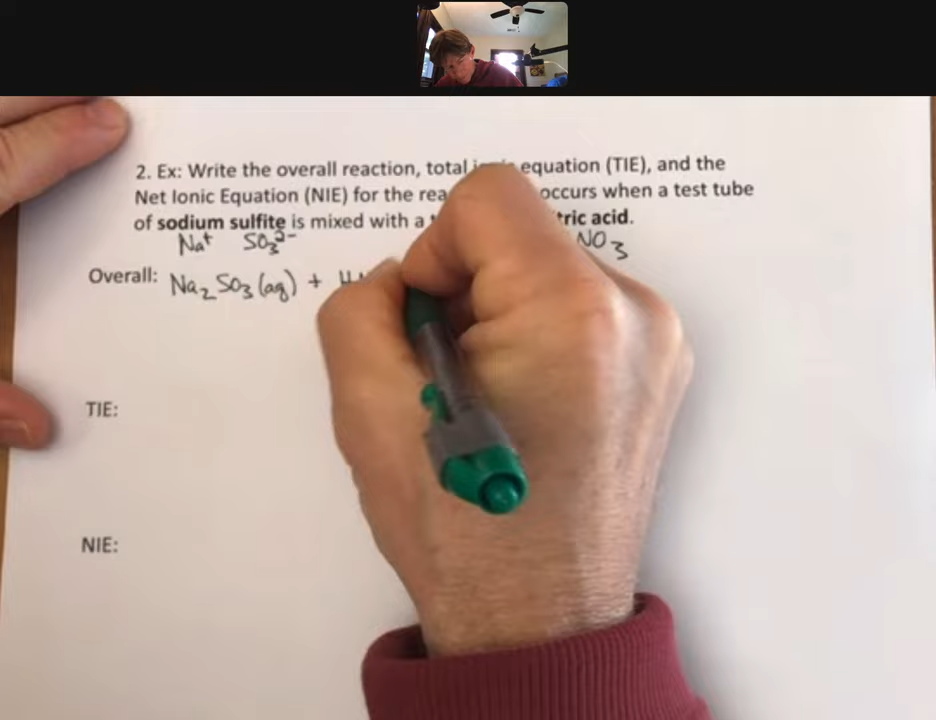 2. Ex: Write the overall reaction, total equation (TIE), and the
Net Ionic Equation (NIE) for the occurs when a test tube
of sodium sulfite is mixed with a tric acid.
Na⁺ SO₃²⁻ NO₃
Overall: Na₂SO₃(aq) + H
TIE:
NIE: